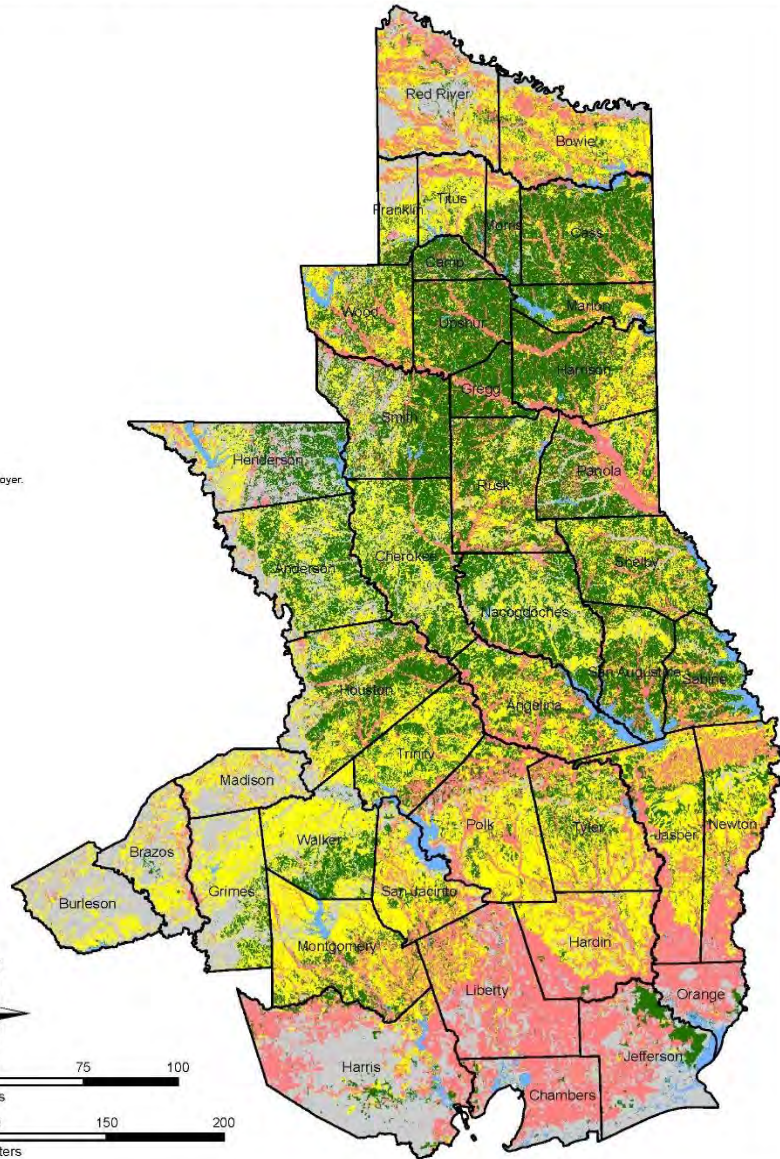 Red River
Bowie
Franklin
Titus
Morris
Cass
Camp
Wood
Upshur
Marion
Harrison
Gregg
Smith
Henderson
Rusk
Panola
oyer.
Cherokee
Anderson
Shelby
Nacogdoches
San Augustine
Sabine
Houston
Angelina
Trinity
Madison
Walker
Polk
Tyler
Jasper
Newton
Brazos
Grimes
San Jacinto
Burleson
Montgomery
Hardin
Liberty
Orange
Harris
Jefferson
Chambers
75 100
s
150 200
ters